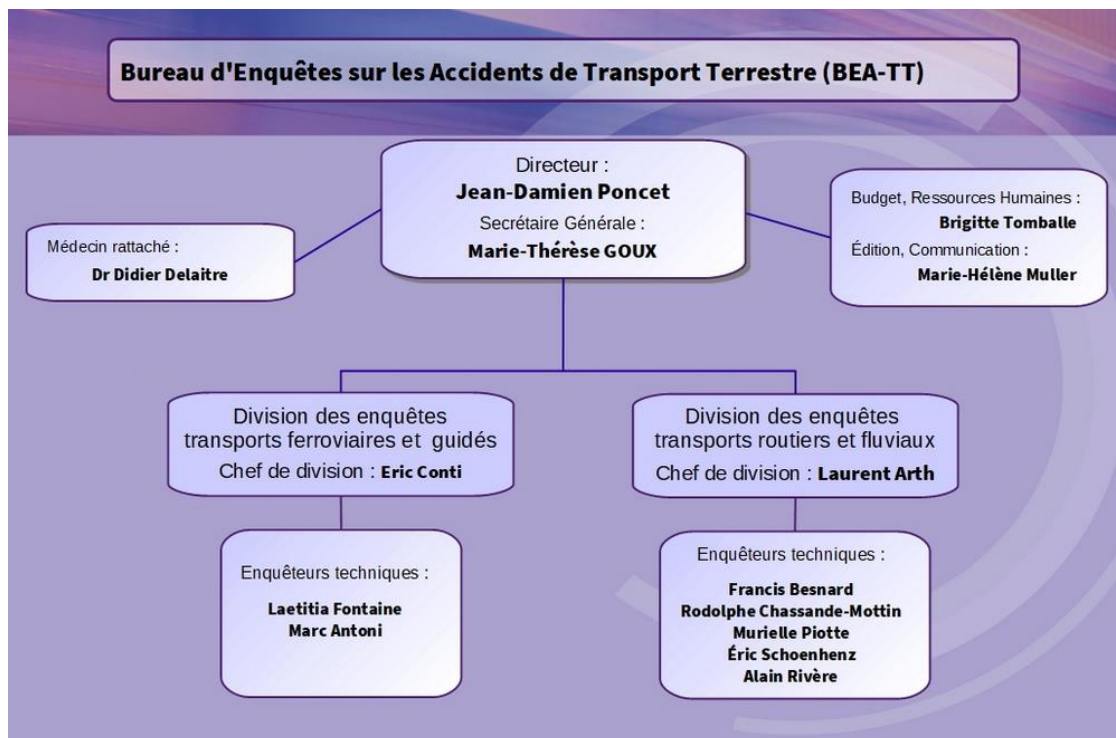 Bureau d'Enquêtes sur les Accidents de Transport Terrestre (BEA-TT)
Directeur :
Jean-Damien Poncet
Secrétaire Générale :
Marie-Thérèse GOUX
Médecin rattaché :
Dr Didier Delaitre
Budget, Ressources Humaines :
Brigitte Tomballe
Édition, Communication :
Marie-Hélène Muller
Division des enquêtes
transports ferroviaires et guidés
Chef de division : Eric Conti
Division des enquêtes
transports routiers et fluviaux
Chef de division : Laurent Arth
Enquêteurs techniques :
Laetitia Fontaine
Marc Antoni
Enquêteurs techniques :
Francis Besnard
Rodolphe Chassande-Mottin
Murielle Piotte
Éric Schoenhenz
Alain Rivère